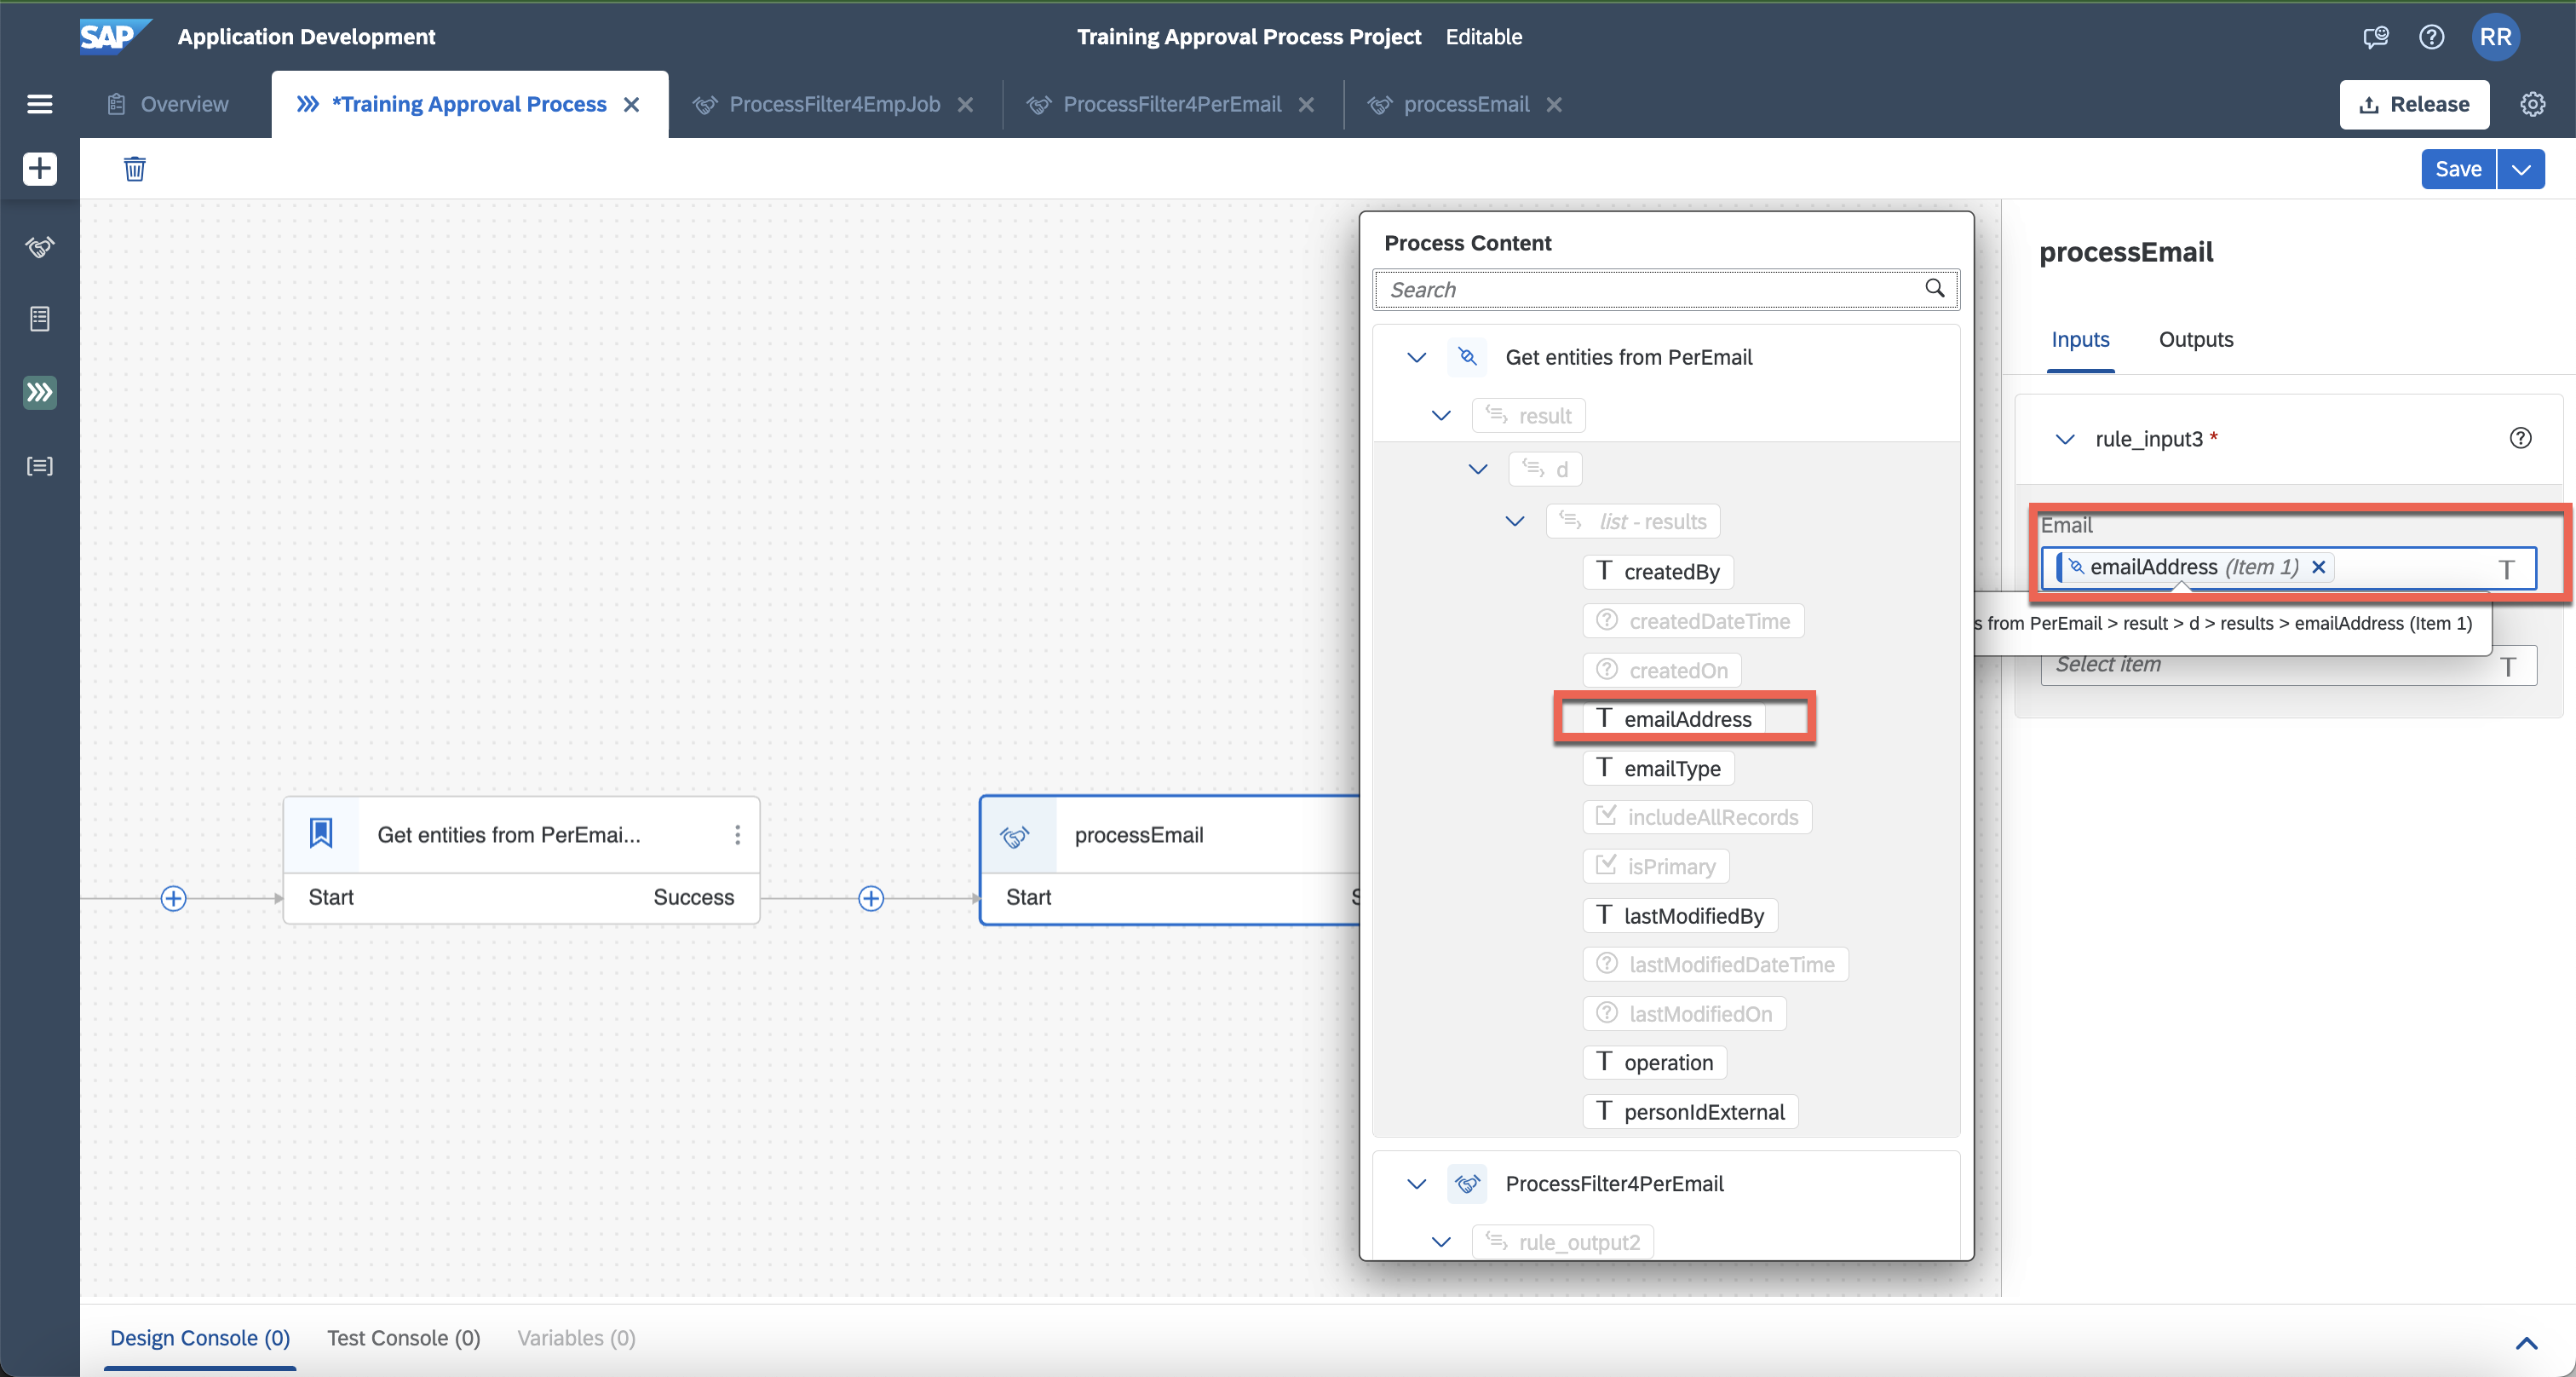 SAP Application Development
Training Approval Process Project Editable
RR
Overview
*Training Approval Process
ProcessFilter4EmpJob
ProcessFilter4PerEmail
processEmail
Release
Save
Process Content
Search
Get entities from PerEmail
result
d
list - results
createdBy
createdDateTime
createdOn
emailAddress
emailType
includeAllRecords
isPrimary
lastModifiedBy
lastModifiedDateTime
lastModifiedOn
operation
personIdExternal
ProcessFilter4PerEmail
rule_output2
processEmail
Inputs Outputs
rule_input3 *
Email
emailAddress (Item 1)
s from PerEmail > result > d > results > emailAddress (Item 1)
Select item
Get entities from PerEmai...
Start Success
processEmail
Start S
Design Console (0) Test Console (0) Variables (0)